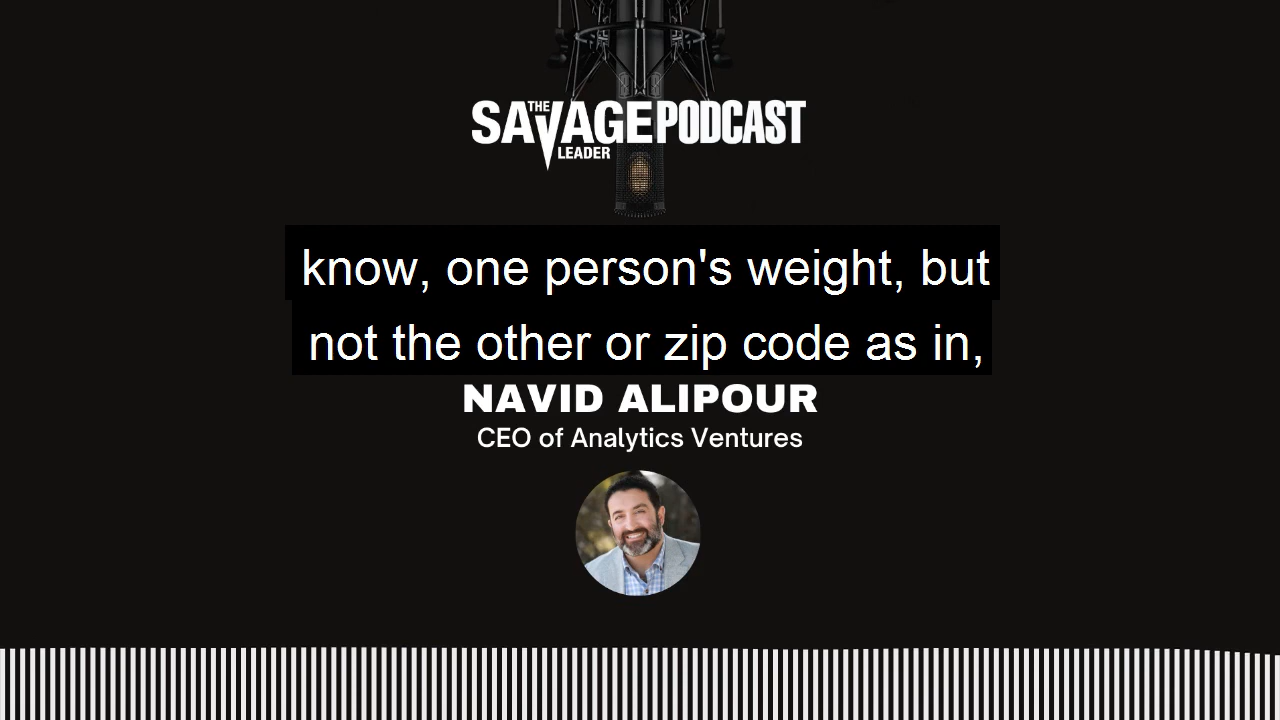 THE SAVAGE LEADER PODCAST
know, one person's weight, but
not the other or zip code as in,
NAVID ALIPOUR
CEO of Analytics Ventures